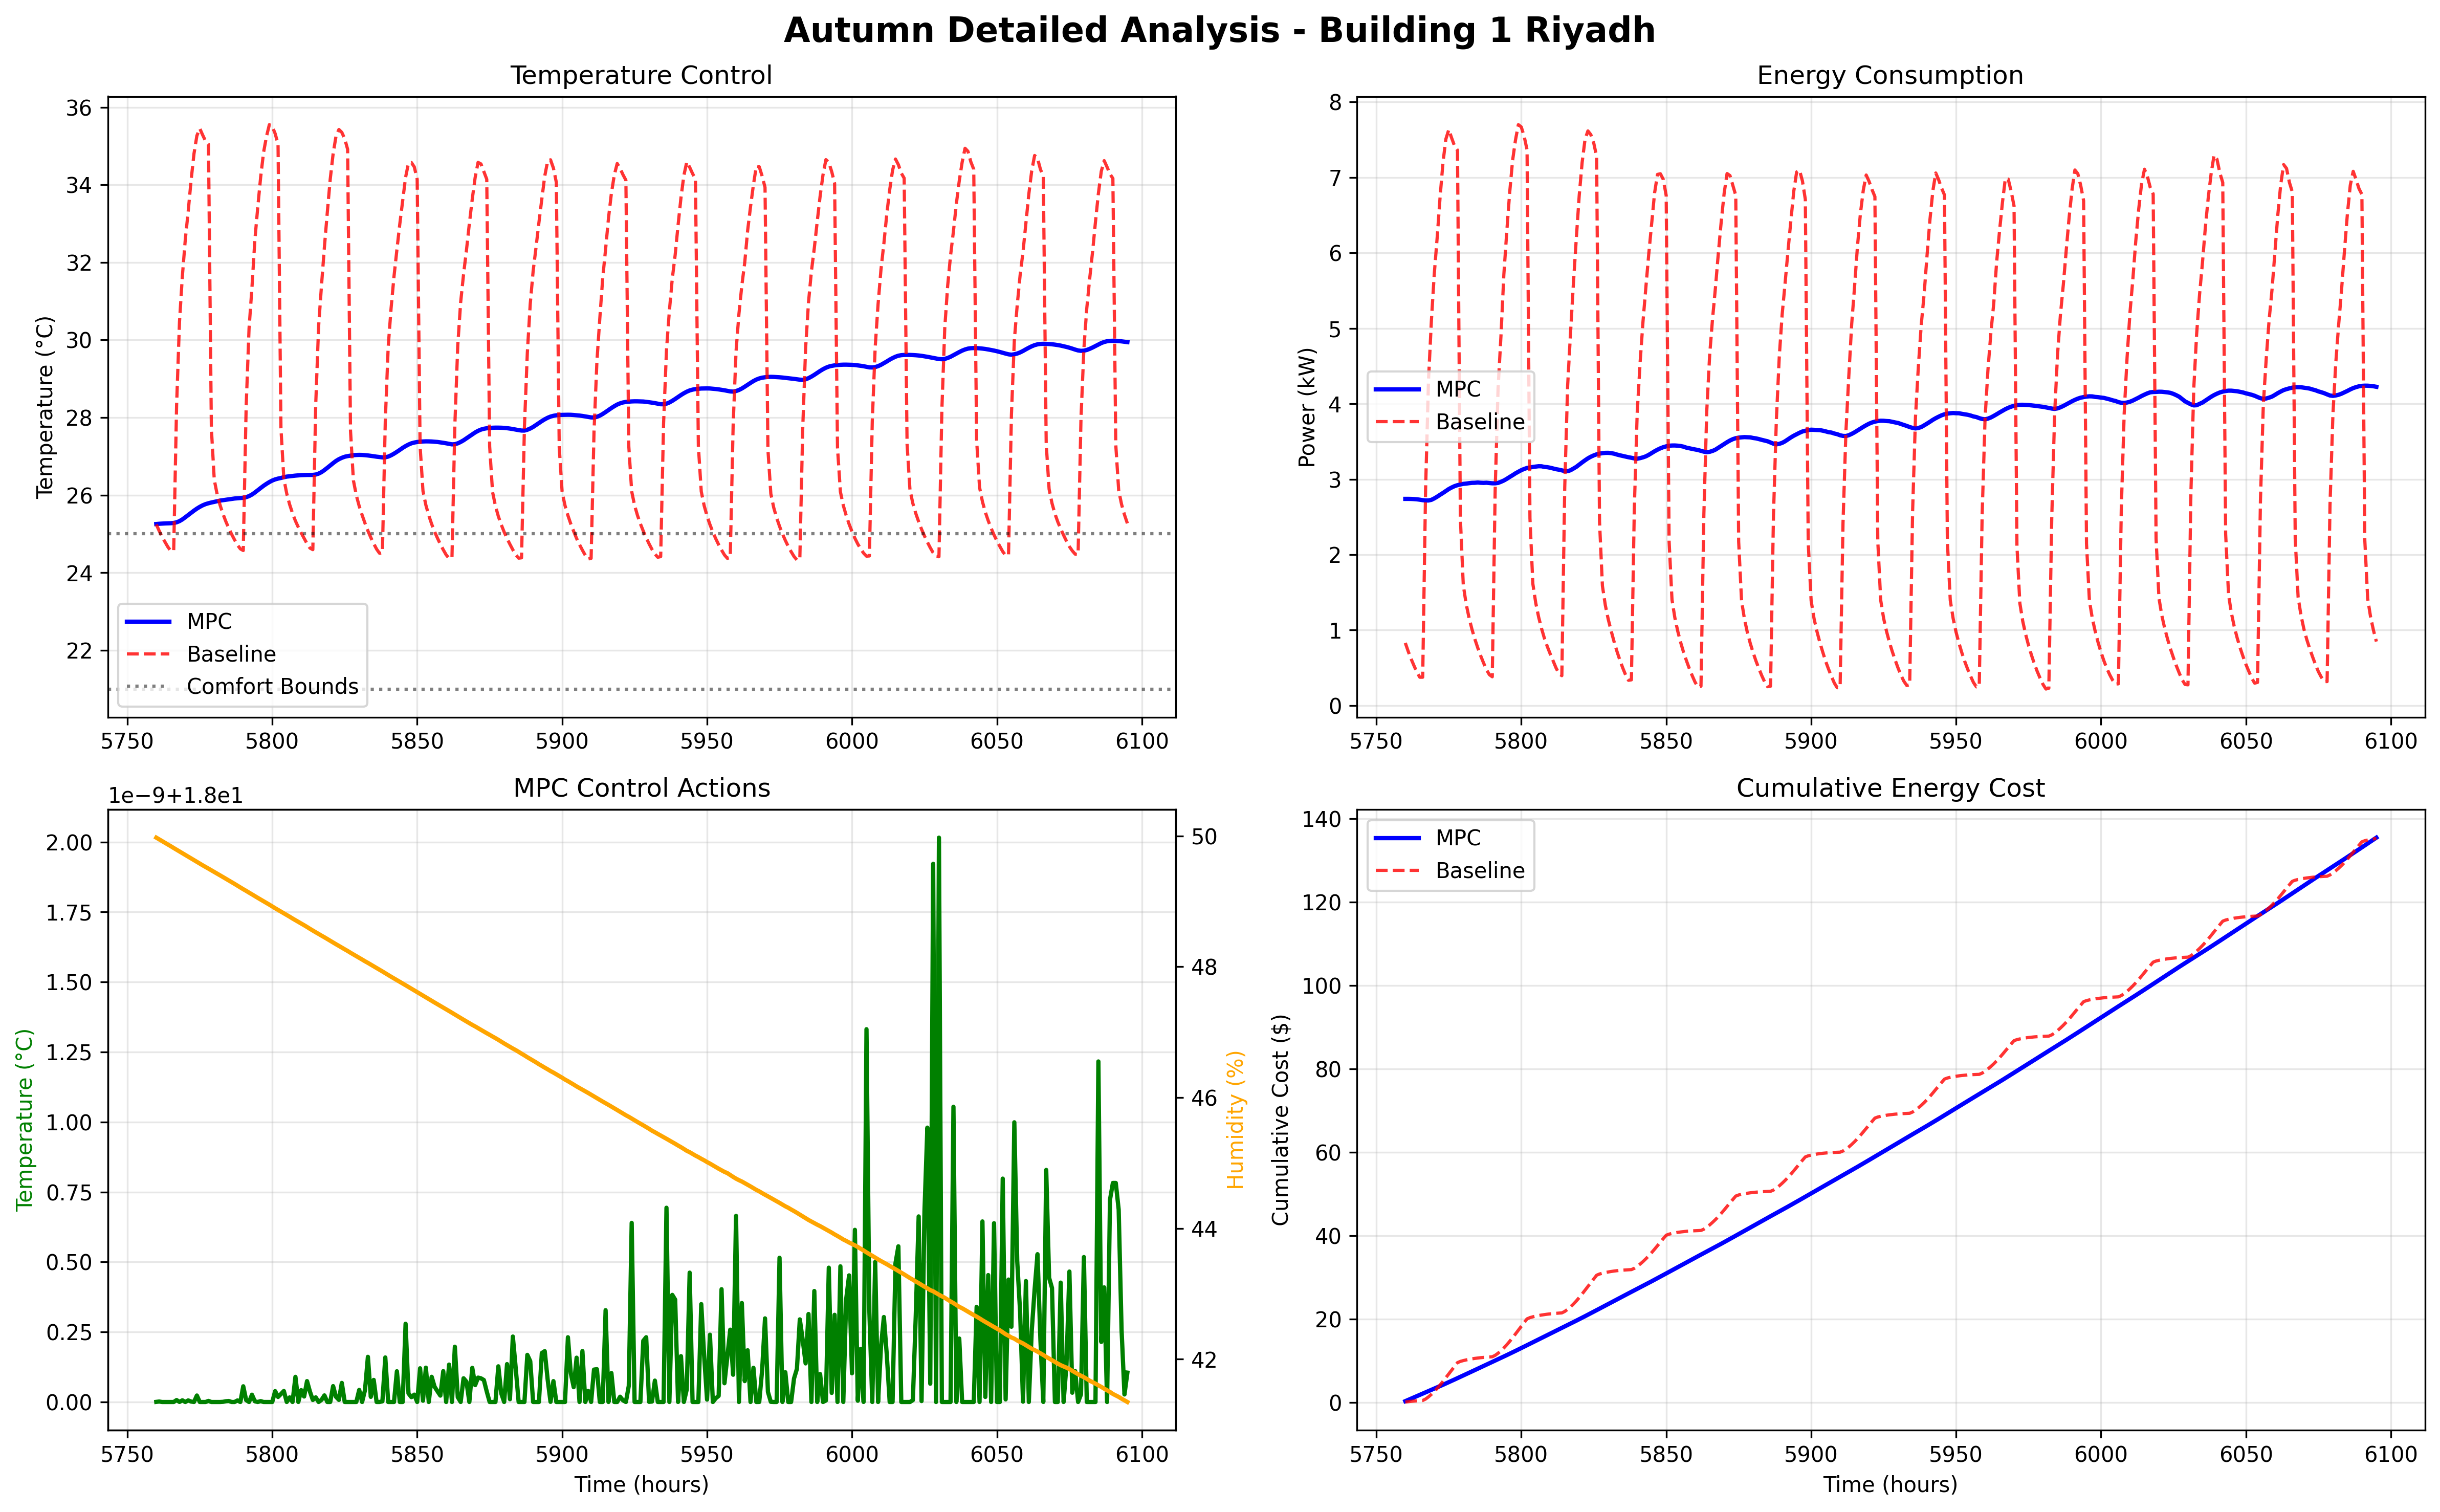 Autumn Detailed Analysis - Building 1 Riyadh
Temperature Control
Temperature (°C)
36
34
32
30
28
26
24
22
MPC
Baseline
Comfort Bounds
5750 5800 5850 5900 5950 6000 6050 6100
Energy Consumption
Power (kW)
8
7
6
5
4
3
2
1
0
MPC
Baseline
5750 5800 5850 5900 5950 6000 6050 6100
MPC Control Actions
1e−9+1.8e1
Temperature (°C)
2.00
1.75
1.50
1.25
1.00
0.75
0.50
0.25
0.00
50
48
46
44
42
Humidity (%)
5750 5800 5850 5900 5950 6000 6050 6100
Time (hours)
Cumulative Energy Cost
Cumulative Cost ($)
140
120
100
80
60
40
20
0
MPC
Baseline
5750 5800 5850 5900 5950 6000 6050 6100
Time (hours)